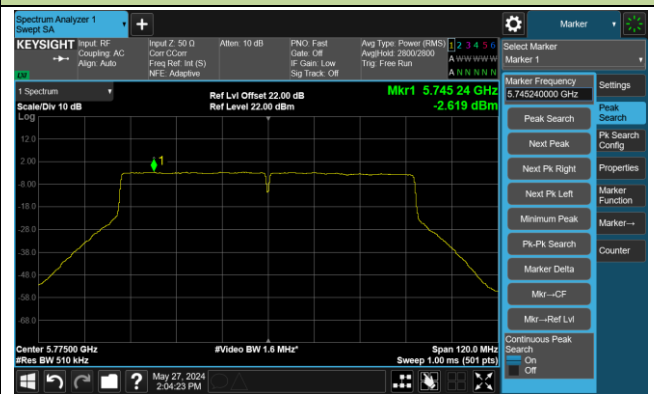 Spectrum Analyzer 1
Swept SA
+
Marker
KEYSIGHT
Input: RF
Coupling: AC
Align: Auto
Input Z: 50 Ω
Corr CCorr
Freq Ref: Int (S)
NFE: Adaptive
Atten: 10 dB
PNO: Fast
Gate: Off
IF Gain: Low
Sig Track: Off
Avg Type: Power (RMS)
Avg|Hold: 2800/2800
Trig: Free Run
1 2 3 4 5 6
A W W W W W
A N N N N N
Select Marker
Marker 1
LXI
1 Spectrum
Scale/Div 10 dB
Log
Ref Lvl Offset 22.00 dB
Ref Level 22.00 dBm
Mkr1 5.745 24 GHz
-2.619 dBm
12.0
2.00
-8.00
-18.0
-28.0
-38.0
-48.0
-58.0
-68.0
1
Center 5.77500 GHz
#Res BW 510 kHz
#Video BW 1.6 MHz*
Span 120.0 MHz
Sweep 1.00 ms (501 pts)
Marker Frequency
5.745240000 GHz
Peak Search
Next Peak
Next Pk Right
Next Pk Left
Minimum Peak
Pk-Pk Search
Marker Delta
Mkr→CF
Mkr→Ref Lvl
Continuous Peak
Search
On
Off
Settings
Peak
Search
Pk Search
Config
Properties
Marker
Function
Marker→
Counter
?
May 27, 2024
2:04:23 PM